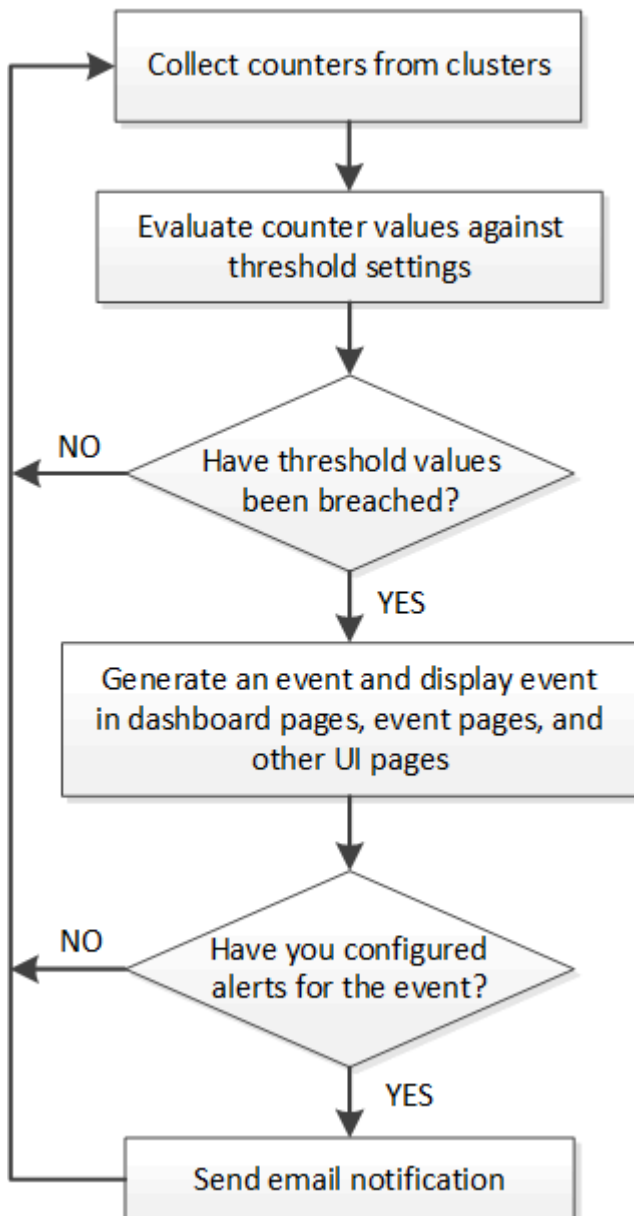 Collect counters from clusters
Evaluate counter values against
threshold settings
NO
Have threshold values
been breached?
YES
Generate an event and display event
in dashboard pages, event pages, and
other UI pages
NO
Have you configured
alerts for the event?
YES
Send email notification